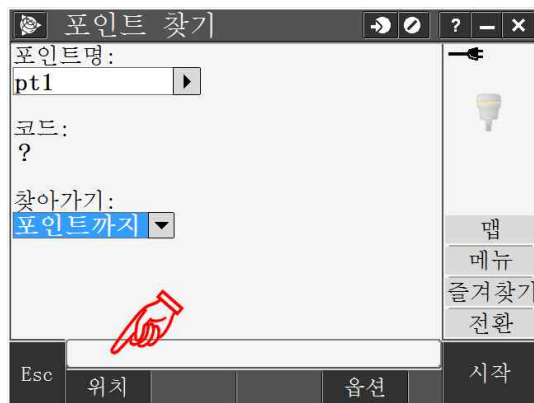 포인트 찾기
? — ×
포인트명:
pt1
코드:
?
찾아가기:
포인트까지
맵
메뉴
즐겨찾기
전환
Esc
위치
옵션
시작